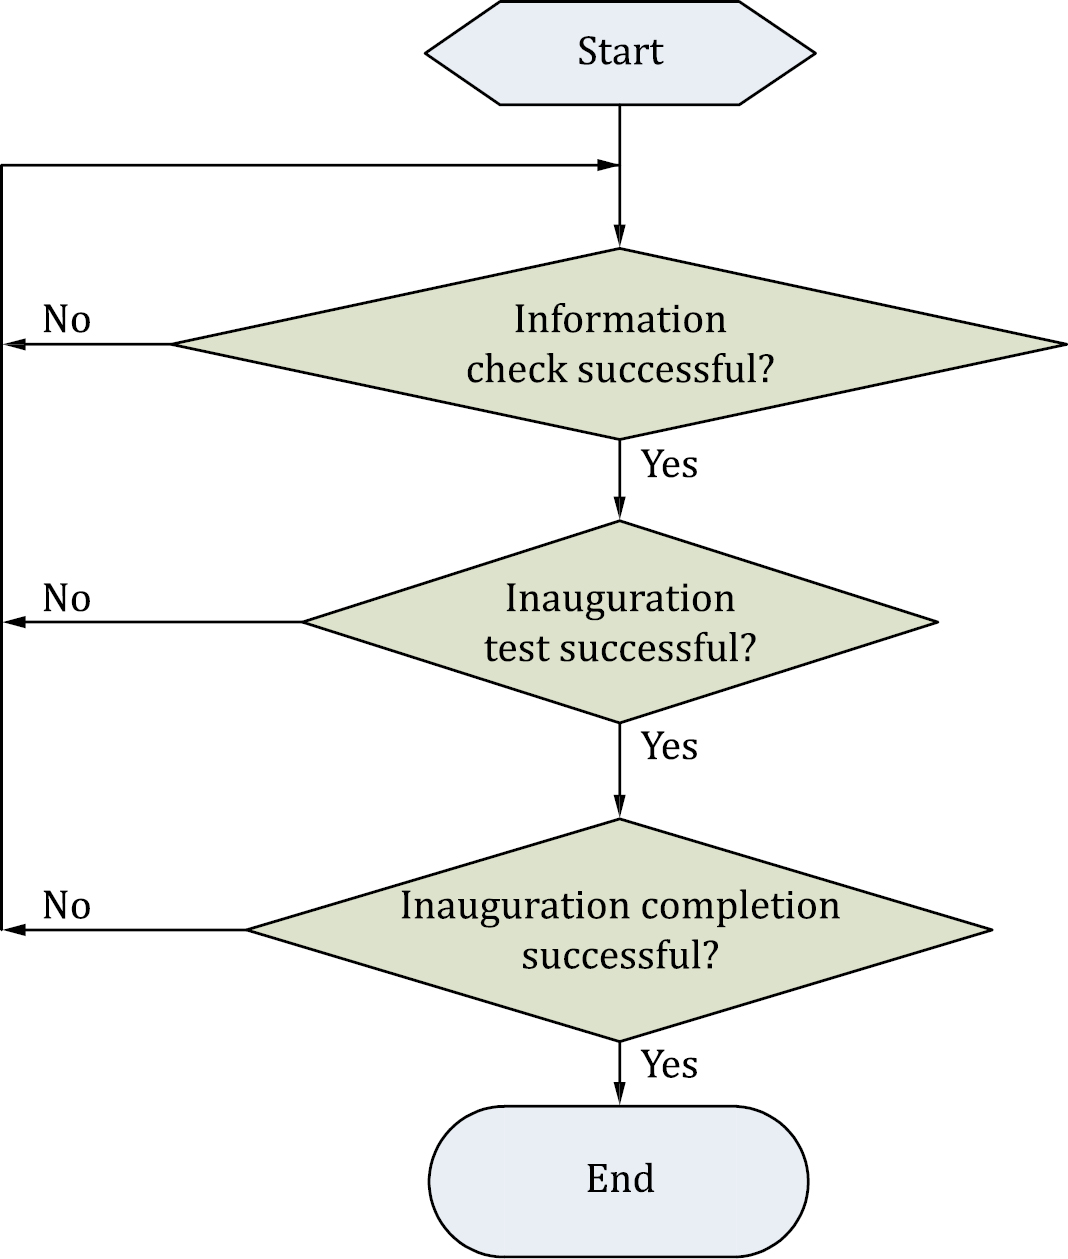 Start
No
Information
check successful?
Yes
No
Inauguration
test successful?
Yes
No
Inauguration completion
successful?
Yes
End